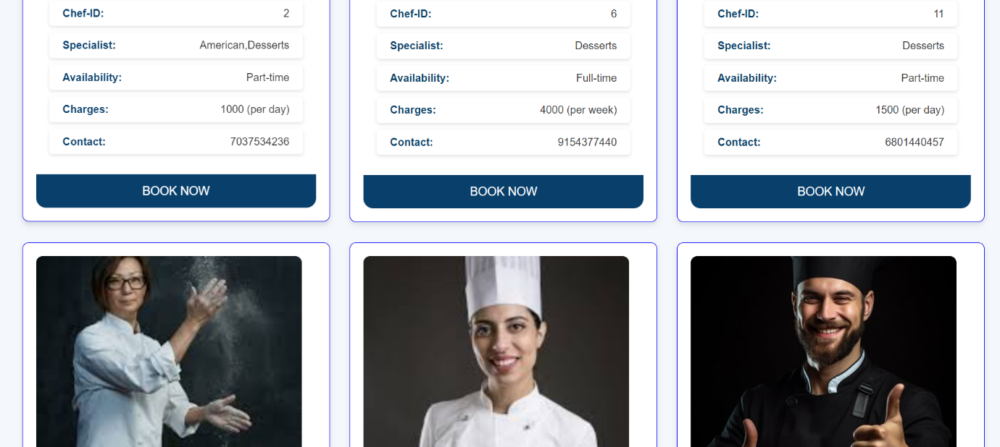 Chef-ID: 2
Specialist: American,Desserts
Availability: Part-time
Charges: 1000 (per day)
Contact: 7037534236
BOOK NOW
Chef-ID: 6
Specialist: Desserts
Availability: Full-time
Charges: 4000 (per week)
Contact: 9154377440
BOOK NOW
Chef-ID: 11
Specialist: Desserts
Availability: Part-time
Charges: 1500 (per day)
Contact: 6801440457
BOOK NOW